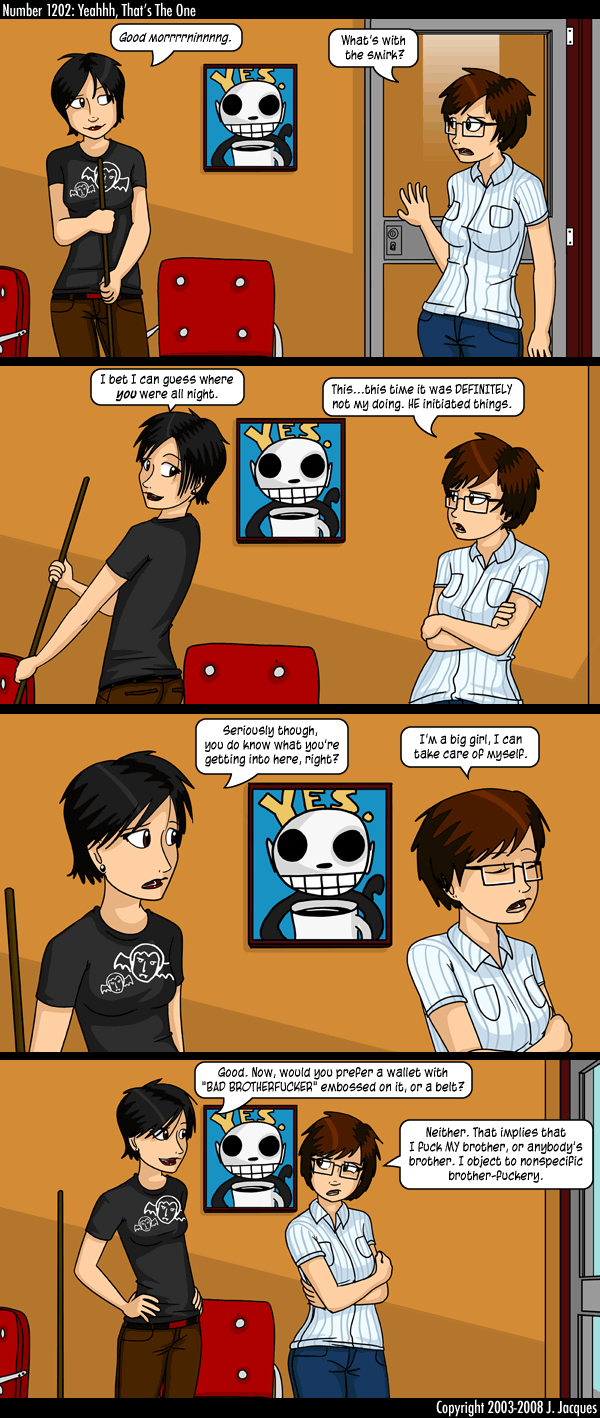 Number 1202: Yeahhh, That's The One
Good morrrrninnnng.
What's with
the smirk?
YES.
I bet I can guess where
you were all night.
This...this time it was DEFINITELY
not my doing. HE initiated things.
YES.
Seriously though,
you do know what you're
getting into here, right?
I'm a big girl, I can
take care of myself.
YES.
Good. Now, would you prefer a wallet with
"BAD BROTHERFUCKER" embossed on it, or a belt?
YES.
Neither. That implies that
I fuck MY brother, or anybody's
brother. I object to nonspecific
brother-fuckery.
Copyright 2003-2008 J. Jacques